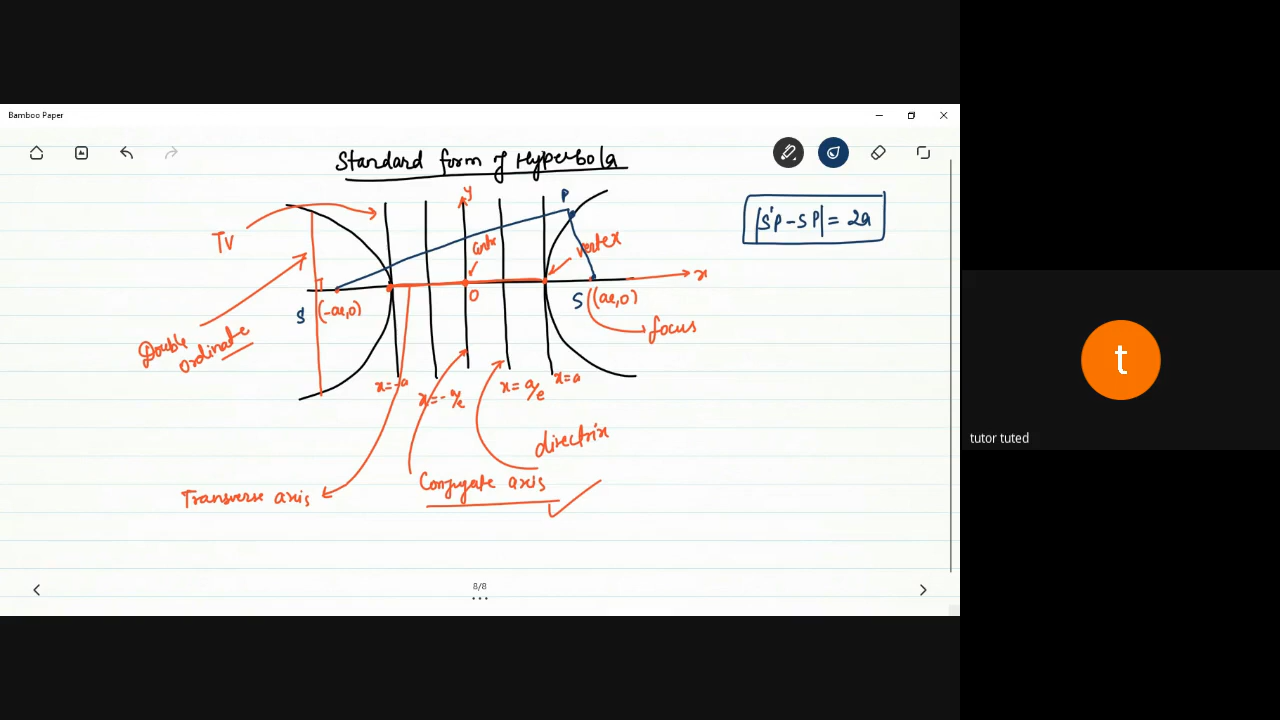 Bamboo Paper
Standard form of Hyperbola
y
P
|S'P - SP| = 2a
TV
vertex
x
O
S'
(-ae,0)
S
(ae,0)
focus
Double
ordinate
x=-a
x=-a/e
x=a/e
x=a
directrix
Transverse axis
Conjugate axis
8/8
t
tutor tuted